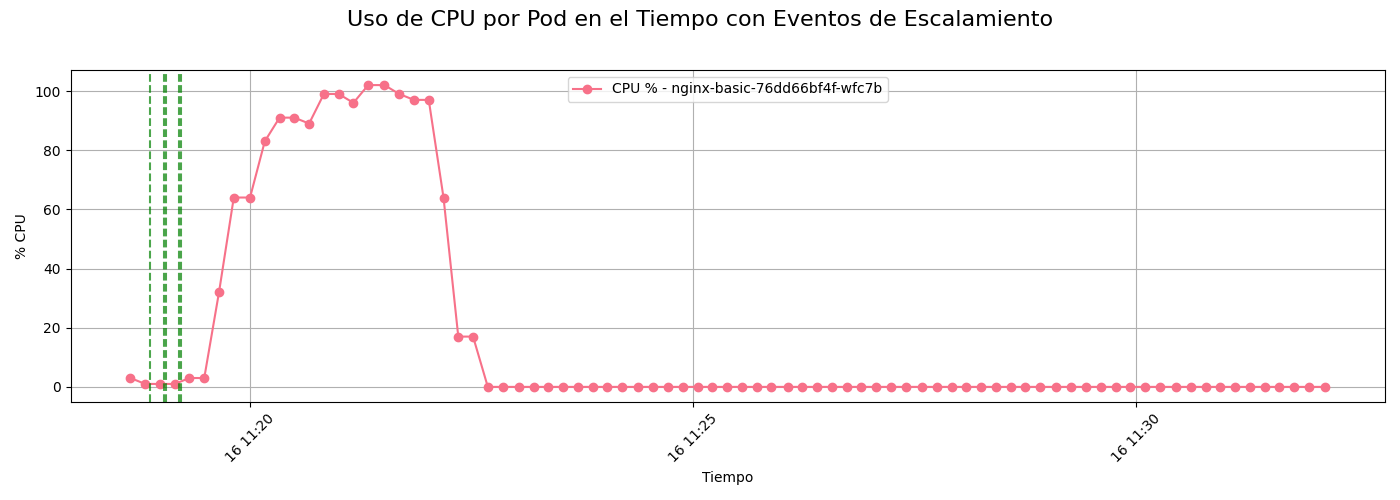 Uso de CPU por Pod en el Tiempo con Eventos de Escalamiento
CPU % - nginx-basic-76dd66bf4f-wfc7b
% CPU
100
80
60
40
20
0
16 11:20
16 11:25
16 11:30
Tiempo